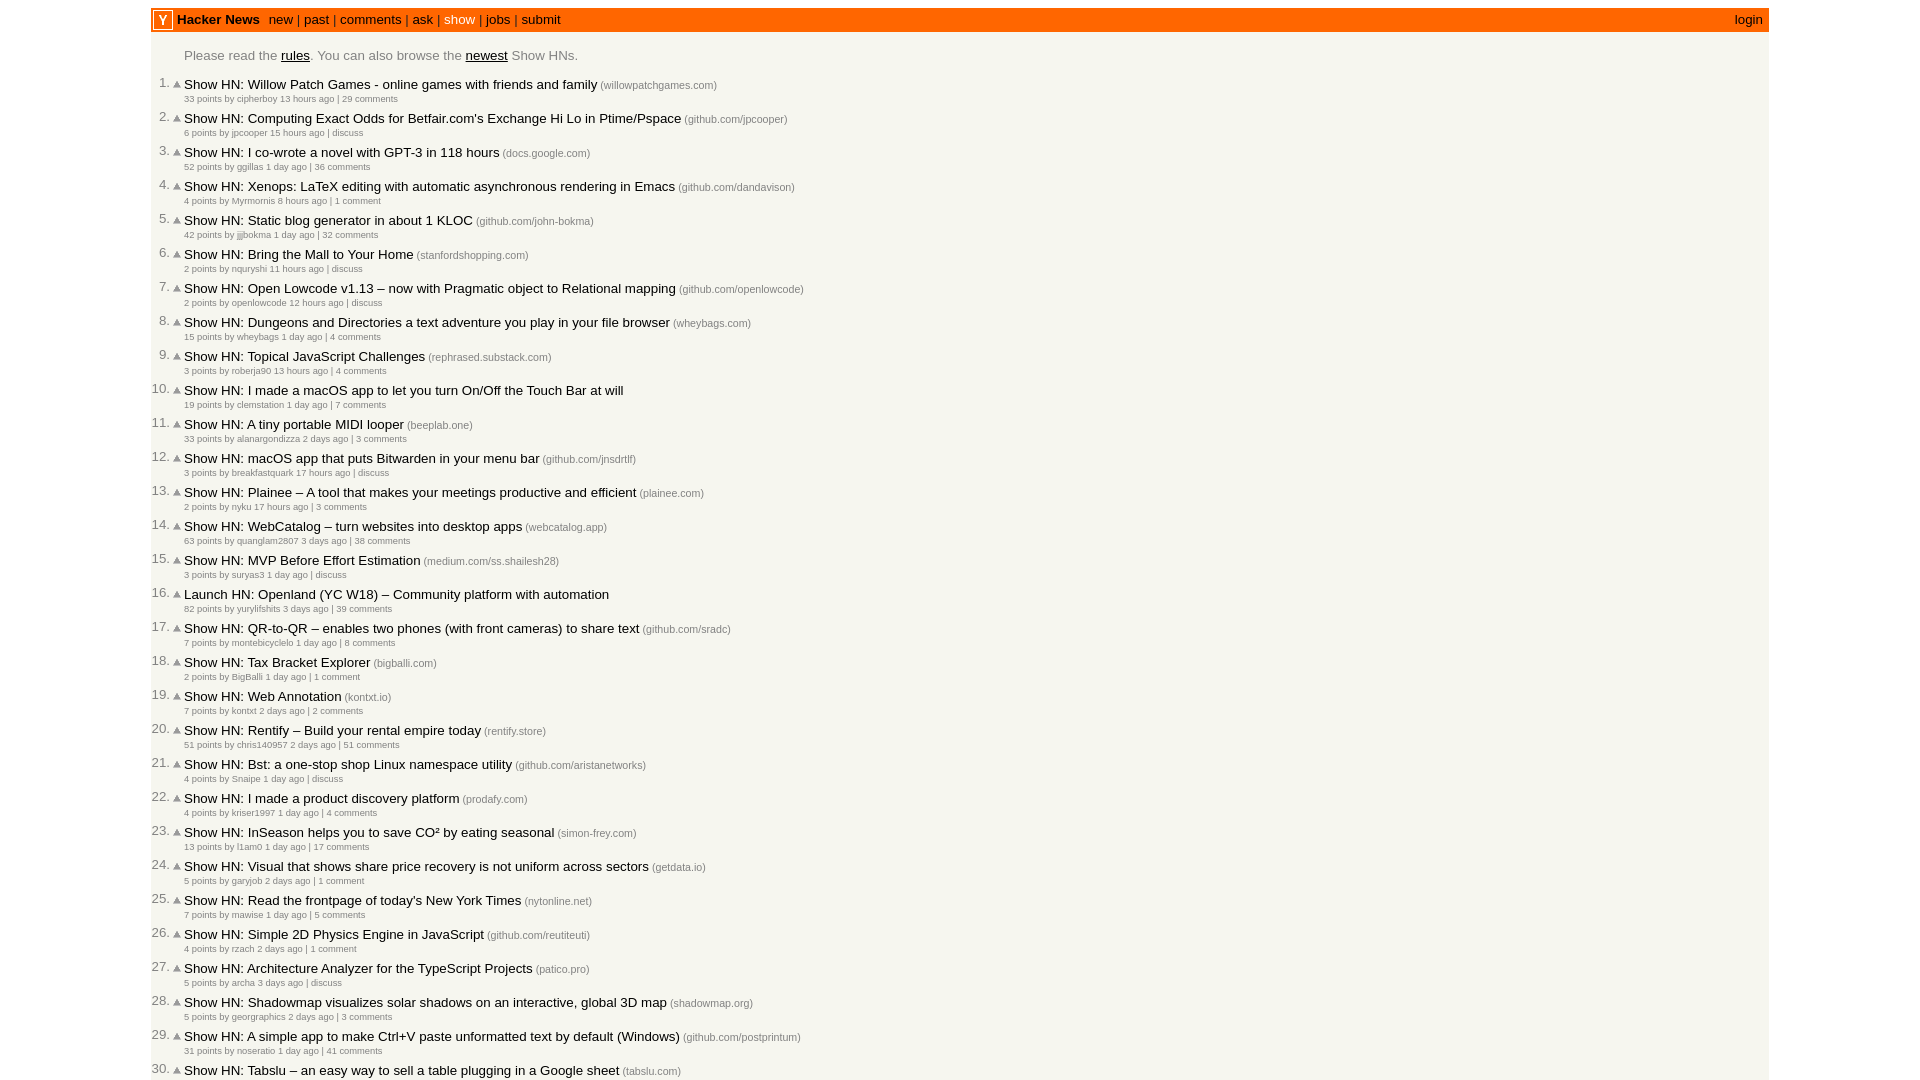 Y Hacker News new | past | comments | ask | show | jobs | submit login
Please read the rules. You can also browse the newest Show HNs.
1. Show HN: Willow Patch Games - online games with friends and family (willowpatchgames.com)
33 points by cipherboy 13 hours ago | 29 comments
2. Show HN: Computing Exact Odds for Betfair.com's Exchange Hi Lo in Ptime/Pspace (github.com/jpcooper)
6 points by jpcooper 15 hours ago | discuss
3. Show HN: I co-wrote a novel with GPT-3 in 118 hours (docs.google.com)
52 points by ggillas 1 day ago | 36 comments
4. Show HN: Xenops: LaTeX editing with automatic asynchronous rendering in Emacs (github.com/dandavison)
4 points by Myrmornis 8 hours ago | 1 comment
5. Show HN: Static blog generator in about 1 KLOC (github.com/john-bokma)
42 points by jjjbokma 1 day ago | 32 comments
6. Show HN: Bring the Mall to Your Home (stanfordshopping.com)
2 points by nquryshi 11 hours ago | discuss
7. Show HN: Open Lowcode v1.13 – now with Pragmatic object to Relational mapping (github.com/openlowcode)
2 points by openlowcode 12 hours ago | discuss
8. Show HN: Dungeons and Directories a text adventure you play in your file browser (wheybags.com)
15 points by wheybags 1 day ago | 4 comments
9. Show HN: Topical JavaScript Challenges (rephrased.substack.com)
3 points by roberja90 13 hours ago | 4 comments
10. Show HN: I made a macOS app to let you turn On/Off the Touch Bar at will
19 points by clemstation 1 day ago | 7 comments
11. Show HN: A tiny portable MIDI looper (beeplab.one)
33 points by alanargondizza 2 days ago | 3 comments
12. Show HN: macOS app that puts Bitwarden in your menu bar (github.com/jnsdrtlf)
3 points by breakfastquark 17 hours ago | discuss
13. Show HN: Plainee – A tool that makes your meetings productive and efficient (plainee.com)
2 points by nyku 17 hours ago | 3 comments
14. Show HN: WebCatalog – turn websites into desktop apps (webcatalog.app)
63 points by quanglam2807 3 days ago | 38 comments
15. Show HN: MVP Before Effort Estimation (medium.com/ss.shailesh28)
3 points by suryas3 1 day ago | discuss
16. Launch HN: Openland (YC W18) – Community platform with automation
82 points by yurylifshits 3 days ago | 39 comments
17. Show HN: QR-to-QR – enables two phones (with front cameras) to share text (github.com/sradc)
7 points by montebicyclelo 1 day ago | 8 comments
18. Show HN: Tax Bracket Explorer (bigballi.com)
2 points by BigBalli 1 day ago | 1 comment
19. Show HN: Web Annotation (kontxt.io)
7 points by kontxt 2 days ago | 2 comments
20. Show HN: Rentify – Build your rental empire today (rentify.store)
51 points by chris140957 2 days ago | 51 comments
21. Show HN: Bst: a one-stop shop Linux namespace utility (github.com/aristanetworks)
4 points by Snaipe 1 day ago | discuss
22. Show HN: I made a product discovery platform (prodafy.com)
4 points by kriser1997 1 day ago | 4 comments
23. Show HN: InSeason helps you to save CO² by eating seasonal (simon-frey.com)
13 points by l1am0 1 day ago | 17 comments
24. Show HN: Visual that shows share price recovery is not uniform across sectors (getdata.io)
5 points by garyjob 2 days ago | 1 comment
25. Show HN: Read the frontpage of today's New York Times (nytonline.net)
7 points by mawise 1 day ago | 5 comments
26. Show HN: Simple 2D Physics Engine in JavaScript (github.com/reutiteuti)
4 points by rzach 2 days ago | 1 comment
27. Show HN: Architecture Analyzer for the TypeScript Projects (patico.pro)
5 points by archa 3 days ago | discuss
28. Show HN: Shadowmap visualizes solar shadows on an interactive, global 3D map (shadowmap.org)
5 points by georgraphics 2 days ago | 3 comments
29. Show HN: A simple app to make Ctrl+V paste unformatted text by default (Windows) (github.com/postprintum)
31 points by noseratio 1 day ago | 41 comments
30. Show HN: Tabslu – an easy way to sell a table plugging in a Google sheet (tabslu.com)